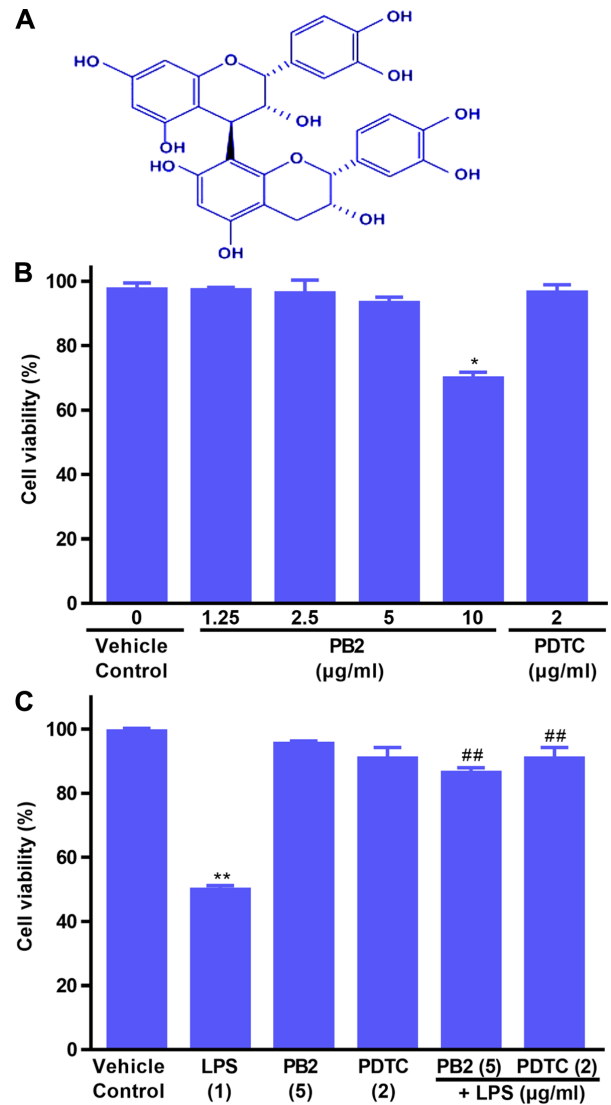 A
HO
O
OH
OH
OH
OH
HO
O
OH
OH
OH
OH
B
Cell viability (%)
100
80
60
40
20
0
*
0 1.25 2.5 5 10 2
Vehicle Control
PB2 (µg/ml)
PDTC (µg/ml)
C
Cell viability (%)
100
80
60
40
20
0
**
##
##
Vehicle Control
LPS (1)
PB2 (5)
PDTC (2)
PB2 (5) PDTC (2)
+ LPS (µg/ml)